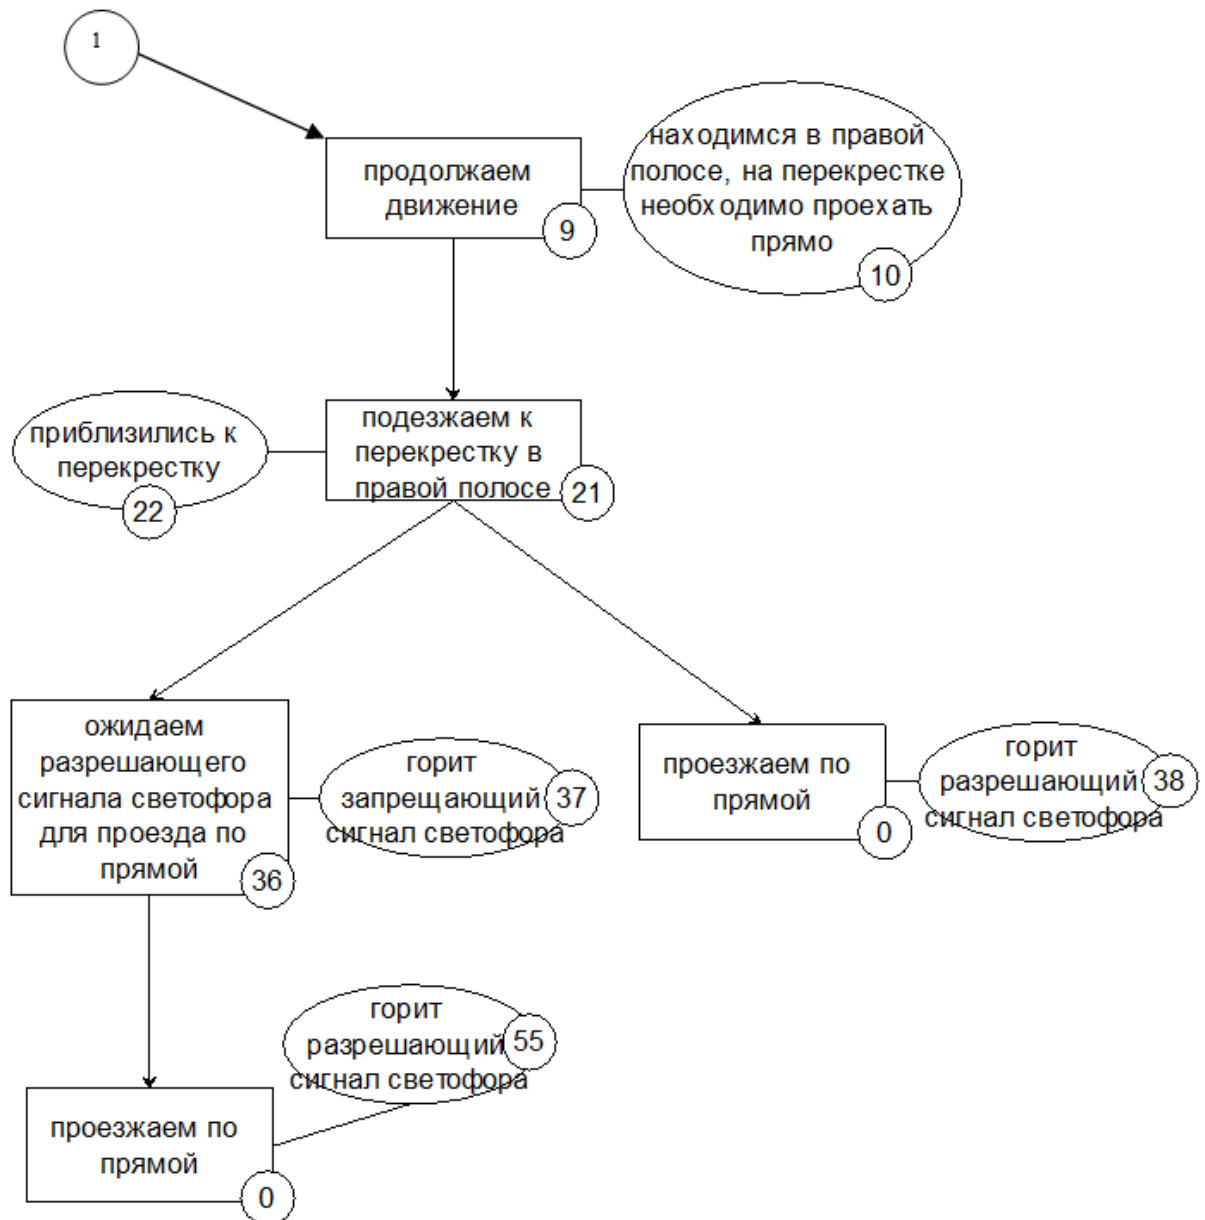 1
продолжаем
движение
9
находимся в правой
полосе, на перекрестке
необходимо проехать
прямо
10
приблизились к
перекрестку
22
подезжаем к
перекрестку в
правой полосе
21
ожидаем
разрешающего
сигнала светофора
для проезда по
прямой
36
горит
запрещающий
сигнал светофора
37
проезжаем по
прямой
0
горит
разрешающий
сигнал светофора
38
горит
разрешающий
сигнал светофора
55
проезжаем по
прямой
0